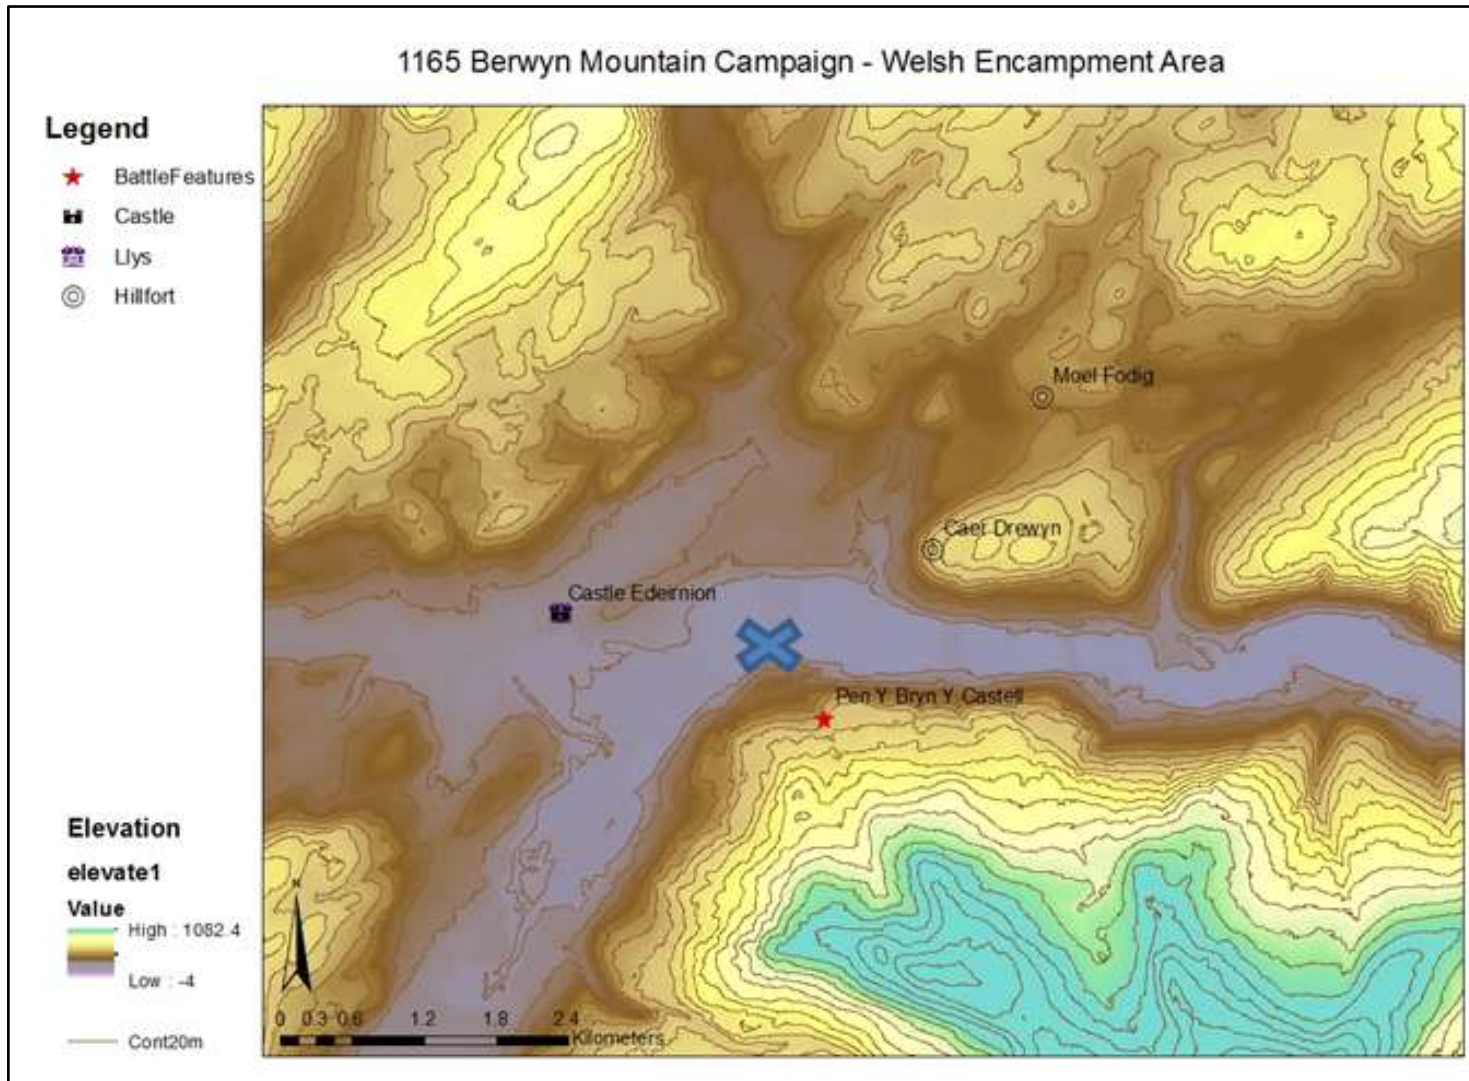 1165 Berwyn Mountain Campaign - Welsh Encampment Area
Legend
BattleFeatures
Castle
Llys
Hillfort
Moel Fodig
Caer Drewyn
Castle Edeirnion
Pen Y Bryn Y Castell
Elevation
elevate1
Value
High : 1082.4
Low : -4
Cont20m
N
0 0.3 0.6 1.2 1.8 2.4
Kilometers